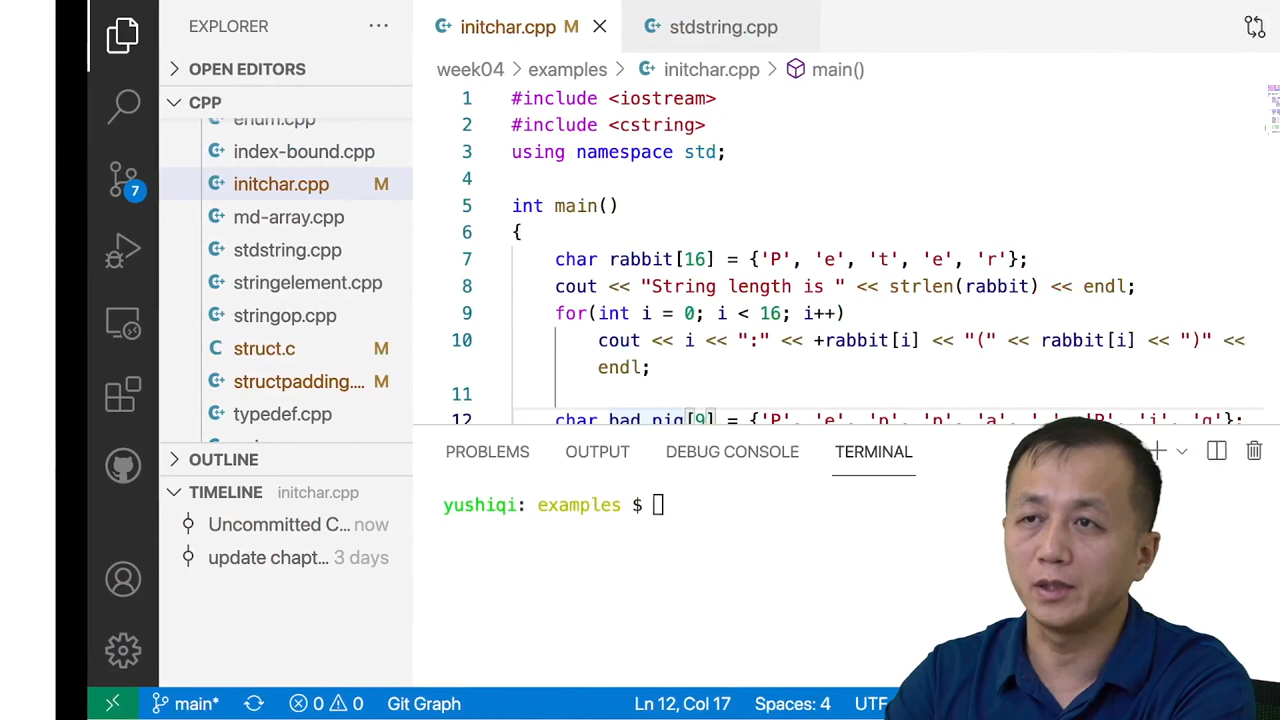 EXPLORER
OPEN EDITORS
CPP
enum.cpp
index-bound.cpp
initchar.cpp M
md-array.cpp
stdstring.cpp
stringelement.cpp
stringop.cpp
struct.c M
structpadding.... M
typedef.cpp
OUTLINE
TIMELINE initchar.cpp
Uncommitted C... now
update chapt... 3 days
7
initchar.cpp M
stdstring.cpp
week04 > examples > initchar.cpp > main()
1 #include <iostream>
2 #include <cstring>
3 using namespace std;
4
5 int main()
6 {
7 char rabbit[16] = {'P', 'e', 't', 'e', 'r'};
8 cout << "String length is " << strlen(rabbit) << endl;
9 for(int i = 0; i < 16; i++)
10 cout << i << ":" << +rabbit[i] << "(" << rabbit[i] << ")" <<
endl;
11
12 char bad_pig[9] = {'P', 'e', 'p', 'p', 'a', ' ', 'P', 'i', 'g'};
PROBLEMS OUTPUT DEBUG CONSOLE TERMINAL
yushiqi: examples $
main* 0 0 Git Graph Ln 12, Col 17 Spaces: 4 UTF